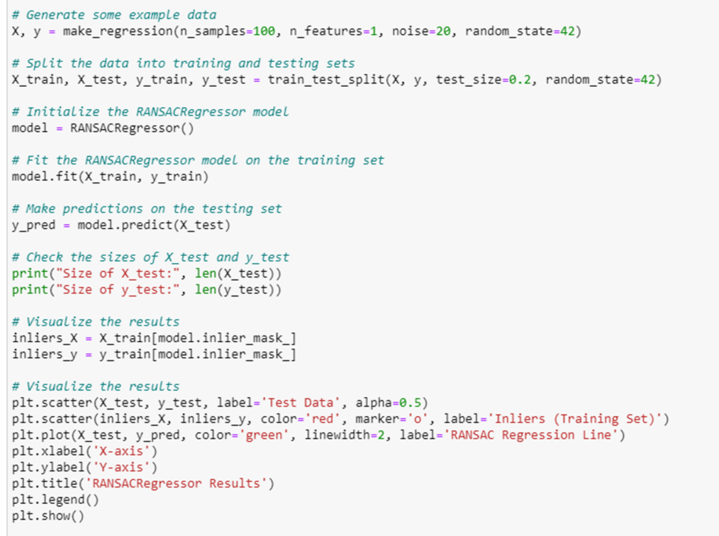 # Generate some example data
X, y = make_regression(n_samples=100, n_features=1, noise=20, random_state=42)
# Split the data into training and testing sets
X_train, X_test, y_train, y_test = train_test_split(X, y, test_size=0.2, random_state=42)
# Initialize the RANSACRegressor model
model = RANSACRegressor()
# Fit the RANSACRegressor model on the training set
model.fit(X_train, y_train)
# Make predictions on the testing set
y_pred = model.predict(X_test)
# Check the sizes of X_test and y_test
print("Size of X_test:", len(X_test))
print("Size of y_test:", len(y_test))
# Visualize the results
inliers_X = X_train[model.inlier_mask_]
inliers_y = y_train[model.inlier_mask_]
# Visualize the results
plt.scatter(X_test, y_test, label='Test Data', alpha=0.5)
plt.scatter(inliers_X, inliers_y, color='red', marker='o', label='Inliers (Training Set)')
plt.plot(X_test, y_pred, color='green', linewidth=2, label='RANSAC Regression Line')
plt.xlabel('X-axis')
plt.ylabel('Y-axis')
plt.title('RANSACRegressor Results')
plt.legend()
plt.show()